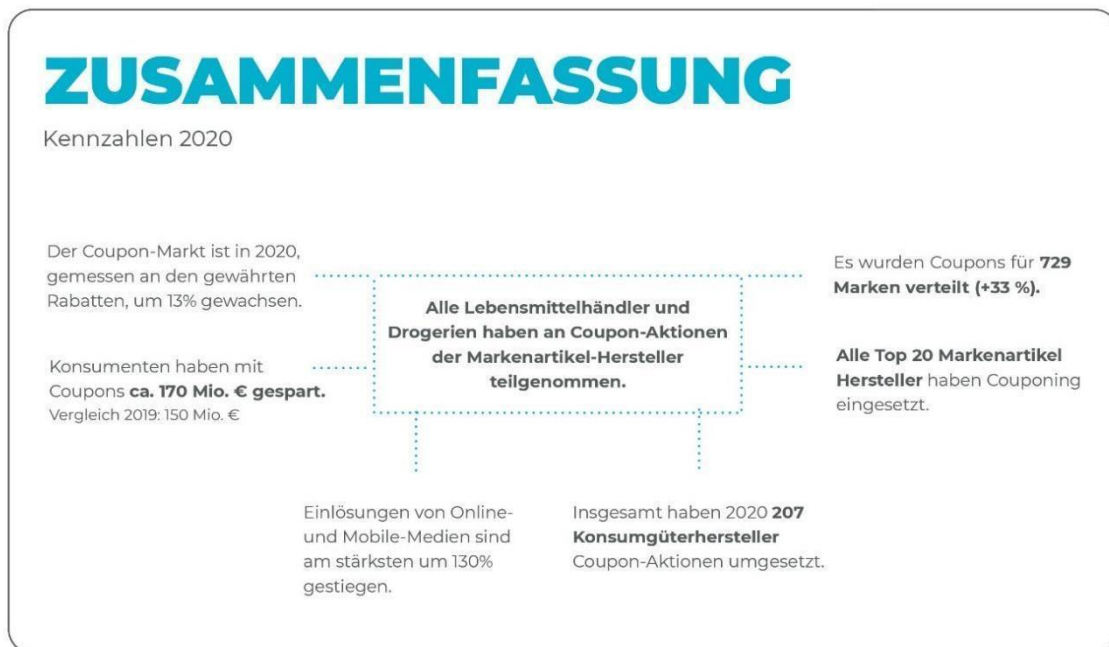 ZUSAMMENFASSUNG
Kennzahlen 2020
Der Coupon-Markt ist in 2020,
gemessen an den gewährten
Rabatten, um 13% gewachsen.
Konsumenten haben mit
Coupons ca. 170 Mio. € gespart.
Vergleich 2019: 150 Mio. €
Alle Lebensmittelhändler und
Drogerien haben an Coupon-Aktionen
der Markenartikel-Hersteller
teilgenommen.
Es wurden Coupons für 729
Marken verteilt (+33 %).
Alle Top 20 Markenartikel
Hersteller haben Couponing
eingesetzt.
Einlösungen von Online-
und Mobile-Medien sind
am stärksten um 130%
gestiegen.
Insgesamt haben 2020 207
Konsumgüterhersteller
Coupon-Aktionen umgesetzt.